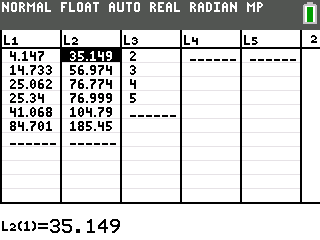 NORMAL FLOAT AUTO REAL RADIAN MP
L1 L2 L3 L4 L5 2
4.147 35.149 2 ------ ------
14.733 56.974 3
25.062 76.774 4
25.34 76.999 5
41.068 104.79 ------
84.701 185.45
------ ------
L2(1)=35.149